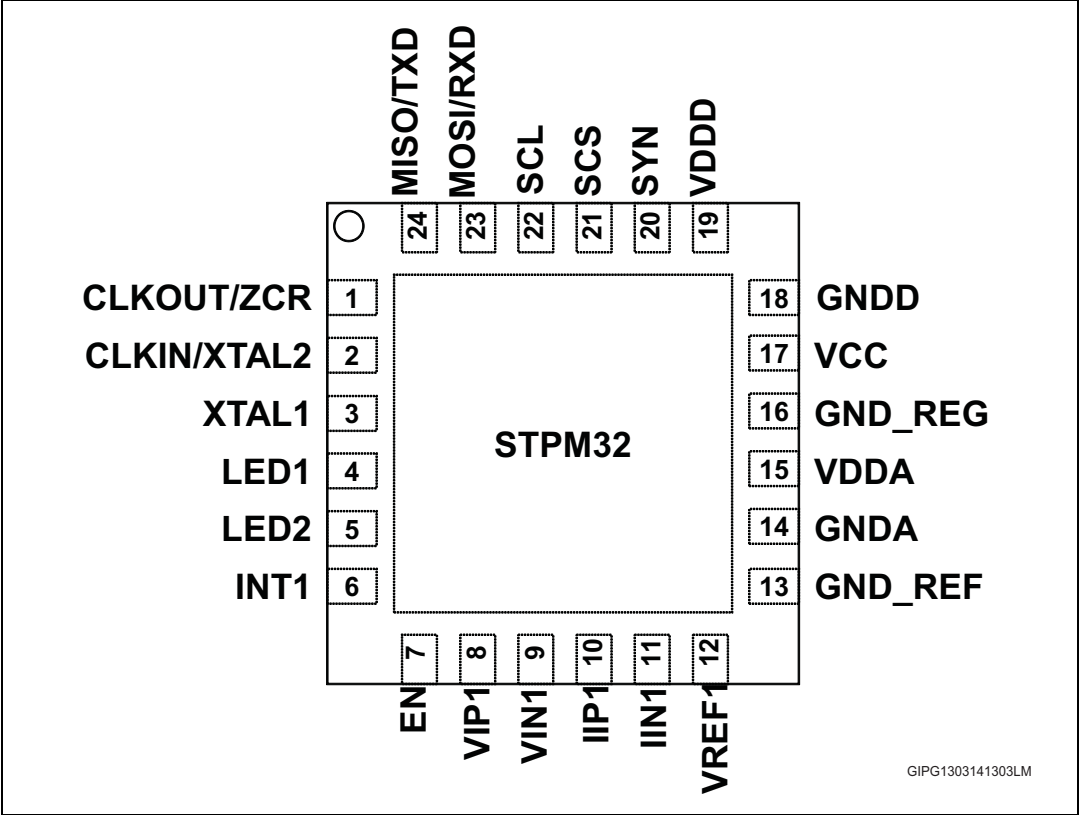 MISO/TXD
MOSI/RXD
SCL
SCS
SYN
VDDD
24
23
22
21
20
19
CLKOUT/ZCR 1
CLKIN/XTAL2 2
XTAL1 3
LED1 4
LED2 5
INT1 6
STPM32
18 GNDD
17 VCC
16 GND_REG
15 VDDA
14 GNDA
13 GND_REF
7
8
9
10
11
12
EN
VIP1
VIN1
IIP1
IIN1
VREF1
GIPG1303141303LM